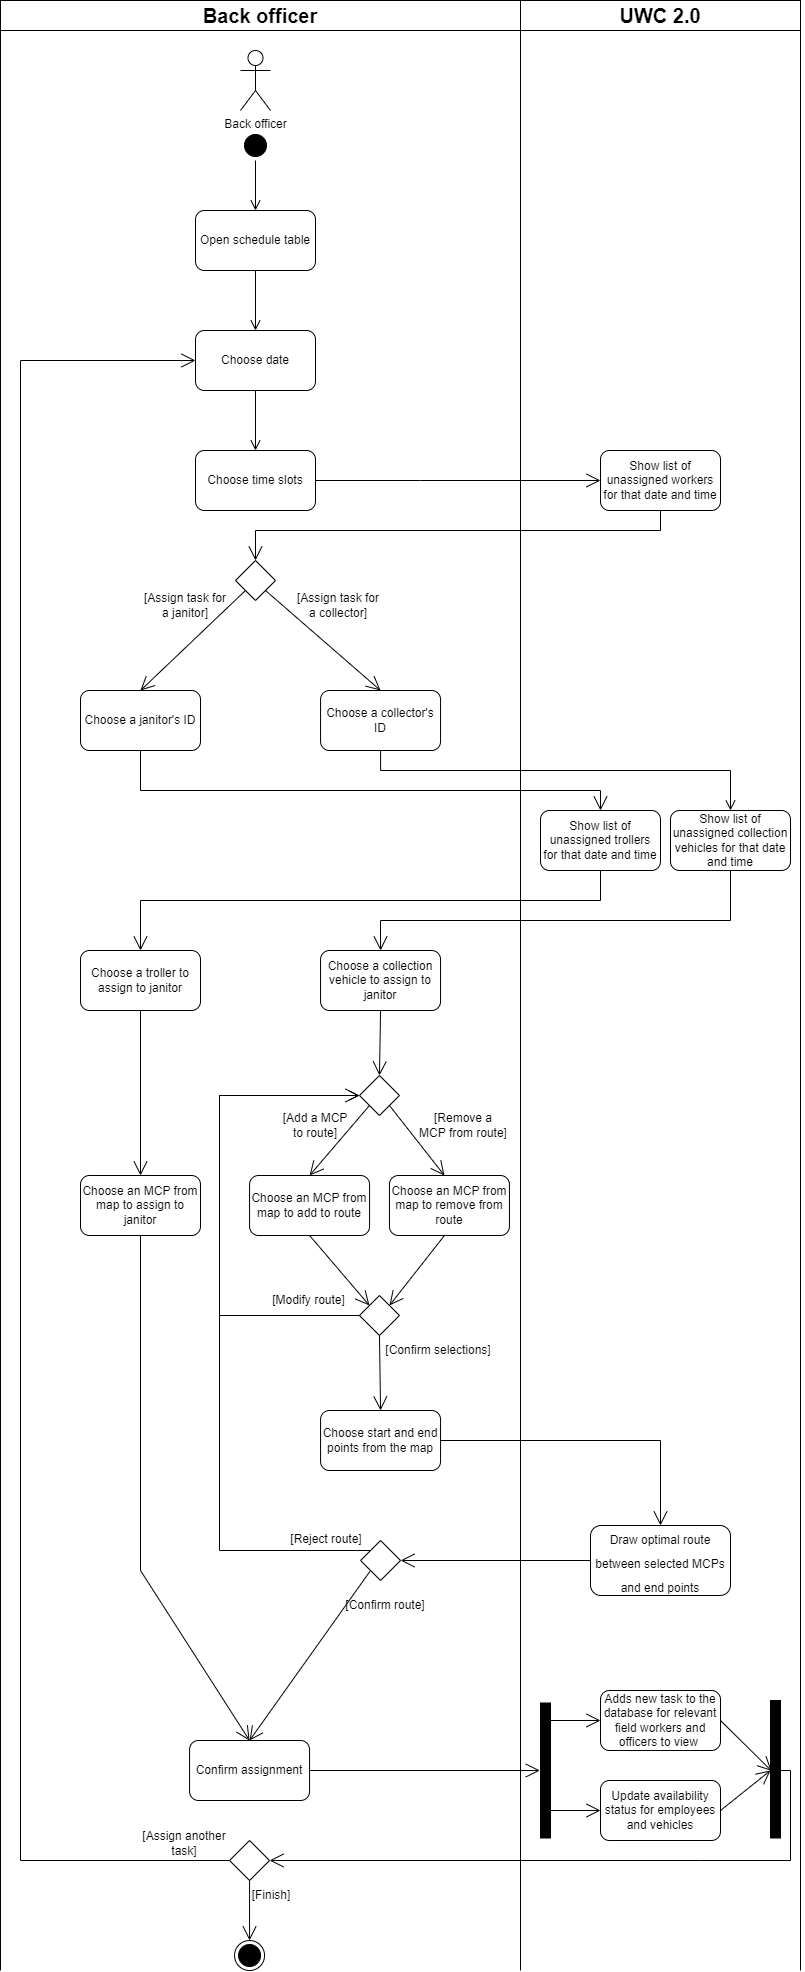 Back officer
UWC 2.0
Back officer
Open schedule table
Choose date
Choose time slots
Show list of
unassigned workers
for that date and time
[Assign task for
a janitor]
[Assign task for
a collector]
Choose a janitor's ID
Choose a collector's
ID
Show list of
unassigned trollers
for that date and time
Show list of
unassigned collection
vehicles for that date
and time
Choose a troller to
assign to janitor
Choose a collection
vehicle to assign to
janitor
[Add a MCP
to route]
[Remove a
MCP from route]
Choose an MCP from
map to assign to
janitor
Choose an MCP from
map to add to route
Choose an MCP from
map to remove from
route
[Modify route]
[Confirm selections]
Choose start and end
points from the map
[Reject route]
Draw optimal route
between selected MCPs
and end points
[Confirm route]
Adds new task to the
database for relevant
field workers and
officers to view
Confirm assignment
Update availability
status for employees
and vehicles
[Assign another
task]
[Finish]